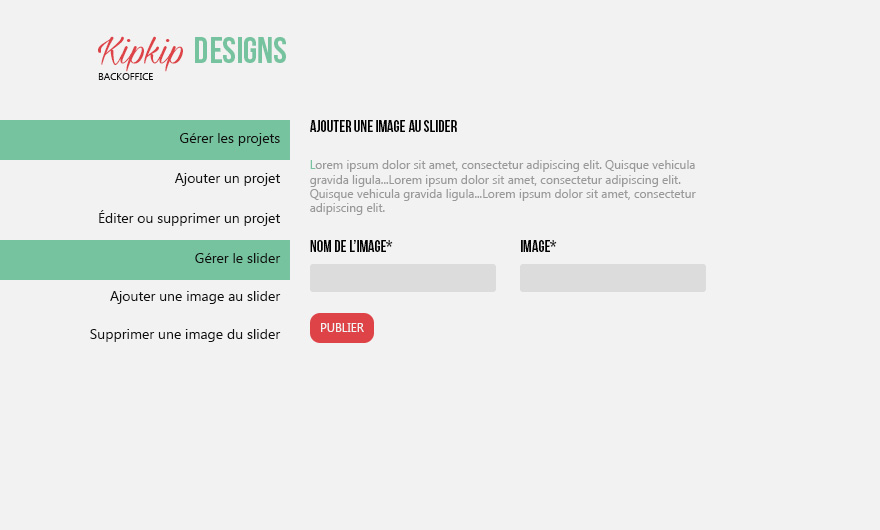 Kipkip DESIGNS
BACKOFFICE
Gérer les projets
Ajouter un projet
Éditer ou supprimer un projet
Gérer le slider
Ajouter une image au slider
Supprimer une image du slider
AJOUTER UNE IMAGE AU SLIDER
Lorem ipsum dolor sit amet, consectetur adipiscing elit. Quisque vehicula
gravida ligula...Lorem ipsum dolor sit amet, consectetur adipiscing elit.
Quisque vehicula gravida ligula...Lorem ipsum dolor sit amet, consectetur
adipiscing elit.
NOM DE L'IMAGE*
IMAGE*
PUBLIER